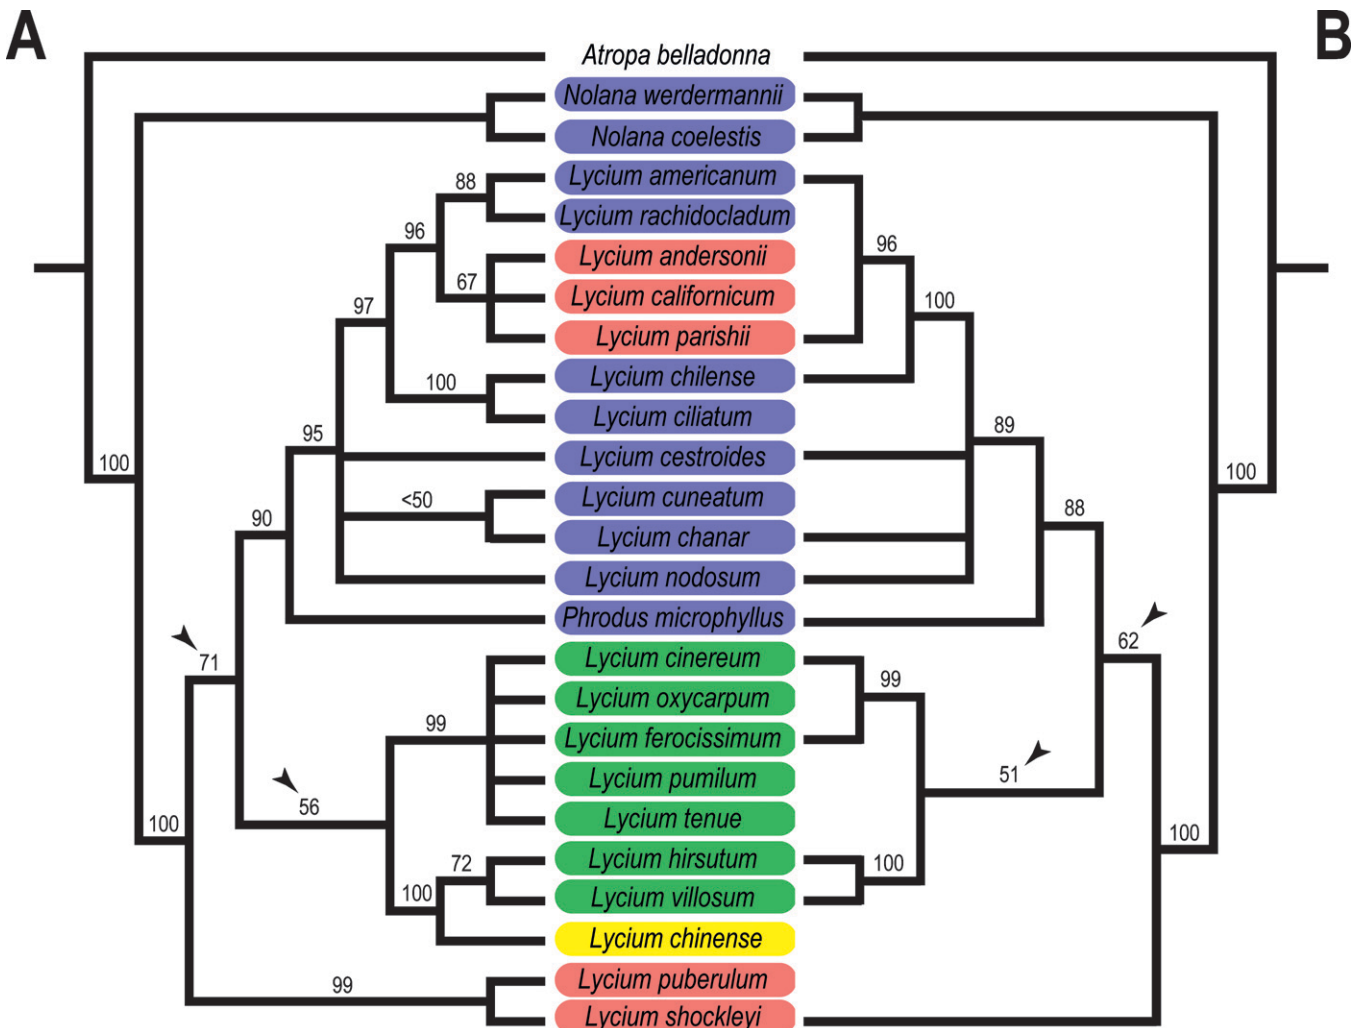 A
B
Atropa belladonna
Nolana werdermannii
Nolana coelestis
Lycium americanum
88
Lycium rachidocladum
96
Lycium andersonii
96
67
Lycium californicum
97
100
Lycium parishii
Lycium chilense
100
Lycium ciliatum
95
89
Lycium cestroides
100
100
<50
Lycium cuneatum
90
88
Lycium chanar
Lycium nodosum
Phrodus microphyllus
71
62
Lycium cinereum
99
Lycium oxycarpum
99
Lycium ferocissimum
56
51
Lycium pumilum
100
100
Lycium tenue
72
Lycium hirsutum
100
100
Lycium villosum
Lycium chinense
99
Lycium puberulum
Lycium shockleyi